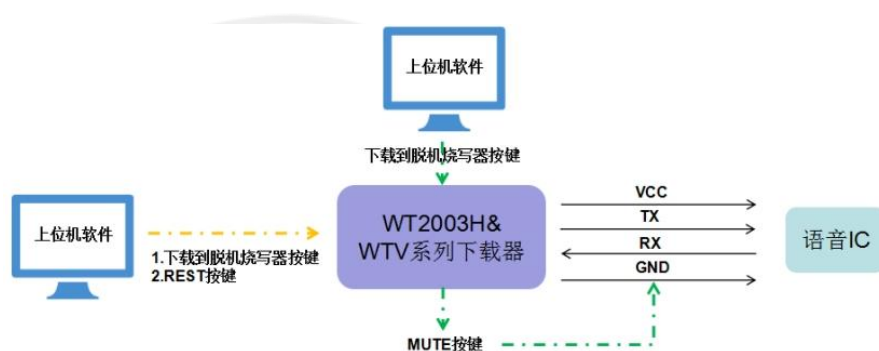 上位机软件
下载到脱机烧写器按键
上位机软件
1.下载到脱机烧写器按键
2.REST按键
WT2003H&
WTV系列下载器
VCC
TX
RX
GND
语音IC
MUTE按键